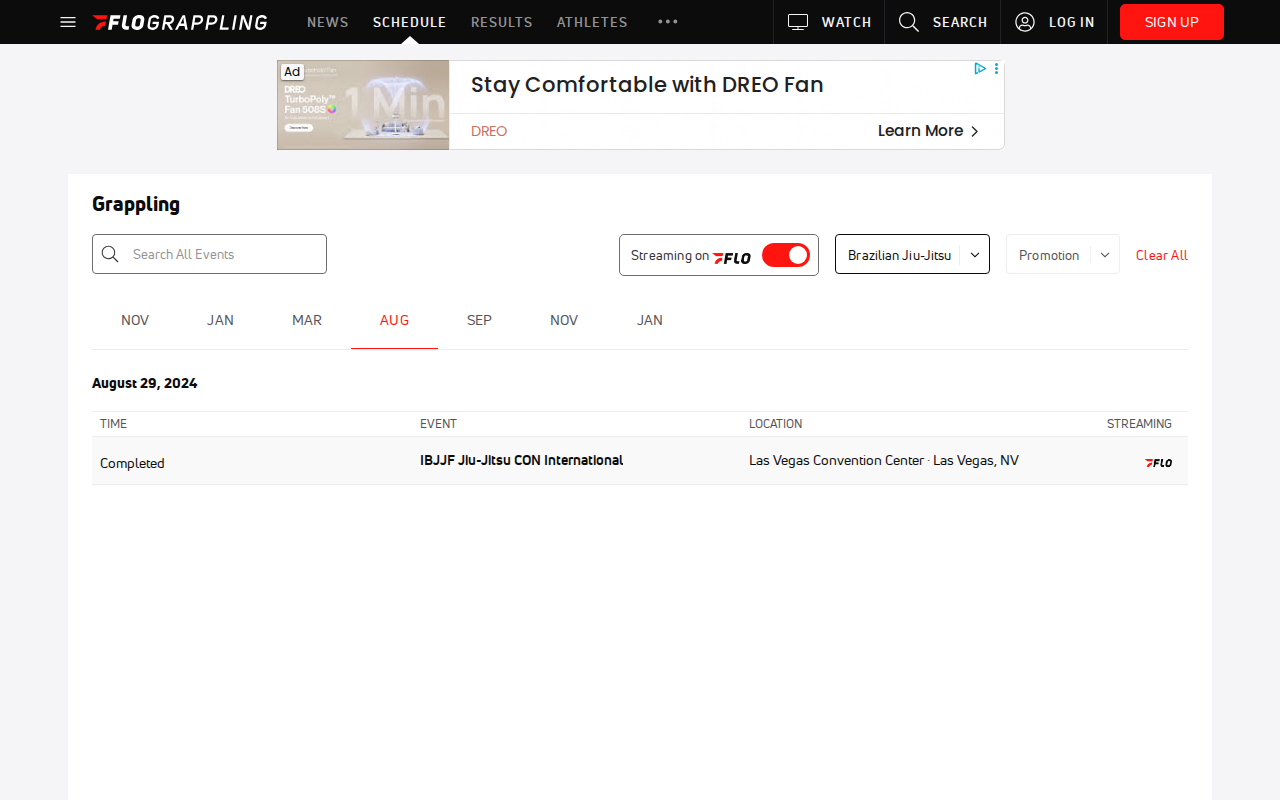 FLOGRAPPLING NEWS SCHEDULE RESULTS ATHLETES WATCH SEARCH LOG IN SIGN UP
Ad
DREO
TurboPoly™
Fan 508S
1 Min
Stay Comfortable with DREO Fan
DREO
Learn More
Grappling
Search All Events
Streaming on FLO
Brazilian Jiu-Jitsu
Promotion
Clear All
NOV JAN MAR AUG SEP NOV JAN
August 29, 2024
TIME EVENT LOCATION STREAMING
Completed IBJJF Jiu-Jitsu CON International Las Vegas Convention Center · Las Vegas, NV FLO